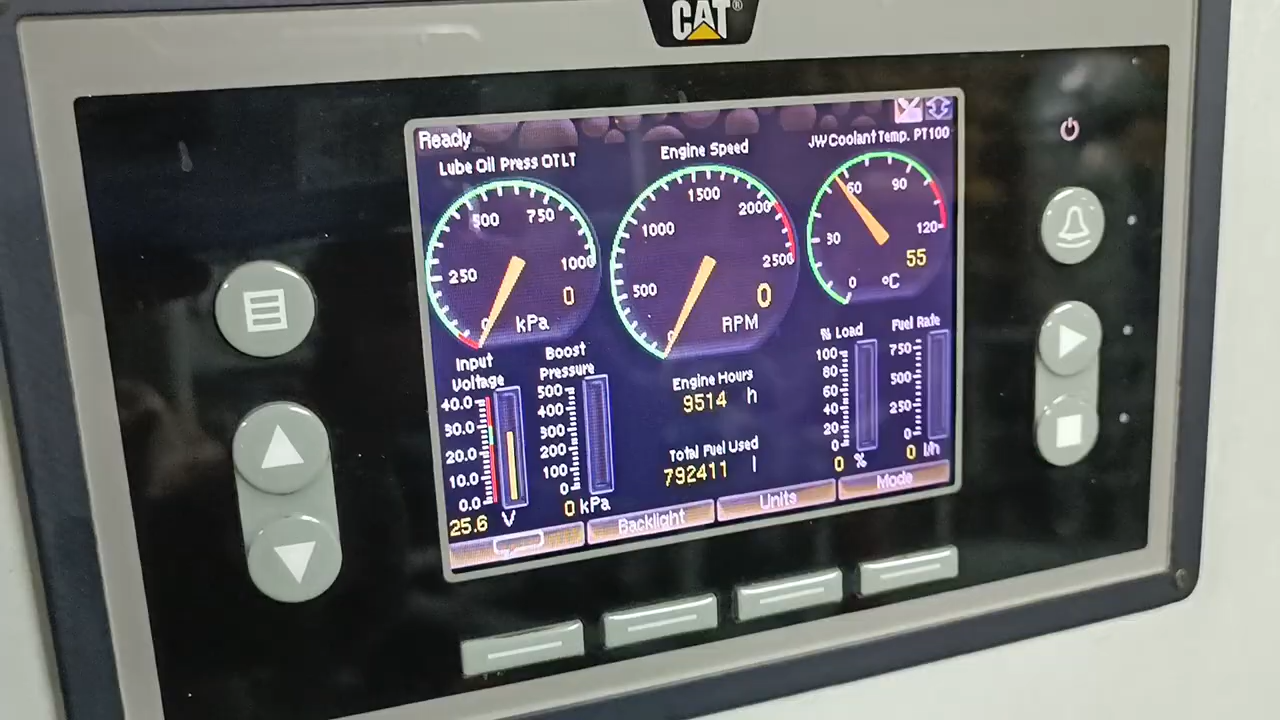 CAT®
Ready
Lube Oil Press OTLT
Engine Speed
JW Coolant Temp. PT100
250
500
750
1000
0
0
kPa
500
1000
1500
2000
2500
0
0
RPM
0
30
60
90
120
55
°C
Input
Voltage
40.0
30.0
20.0
10.0
0.0
25.6 V
Boost
Pressure
500
400
300
200
100
0
0 kPa
Engine Hours
9514 h
Total Fuel Used
792411 l
% Load
100
80
60
40
20
0
0 %
Fuel Rate
750
500
250
0
0 l/h
Backlight
Units
Mode